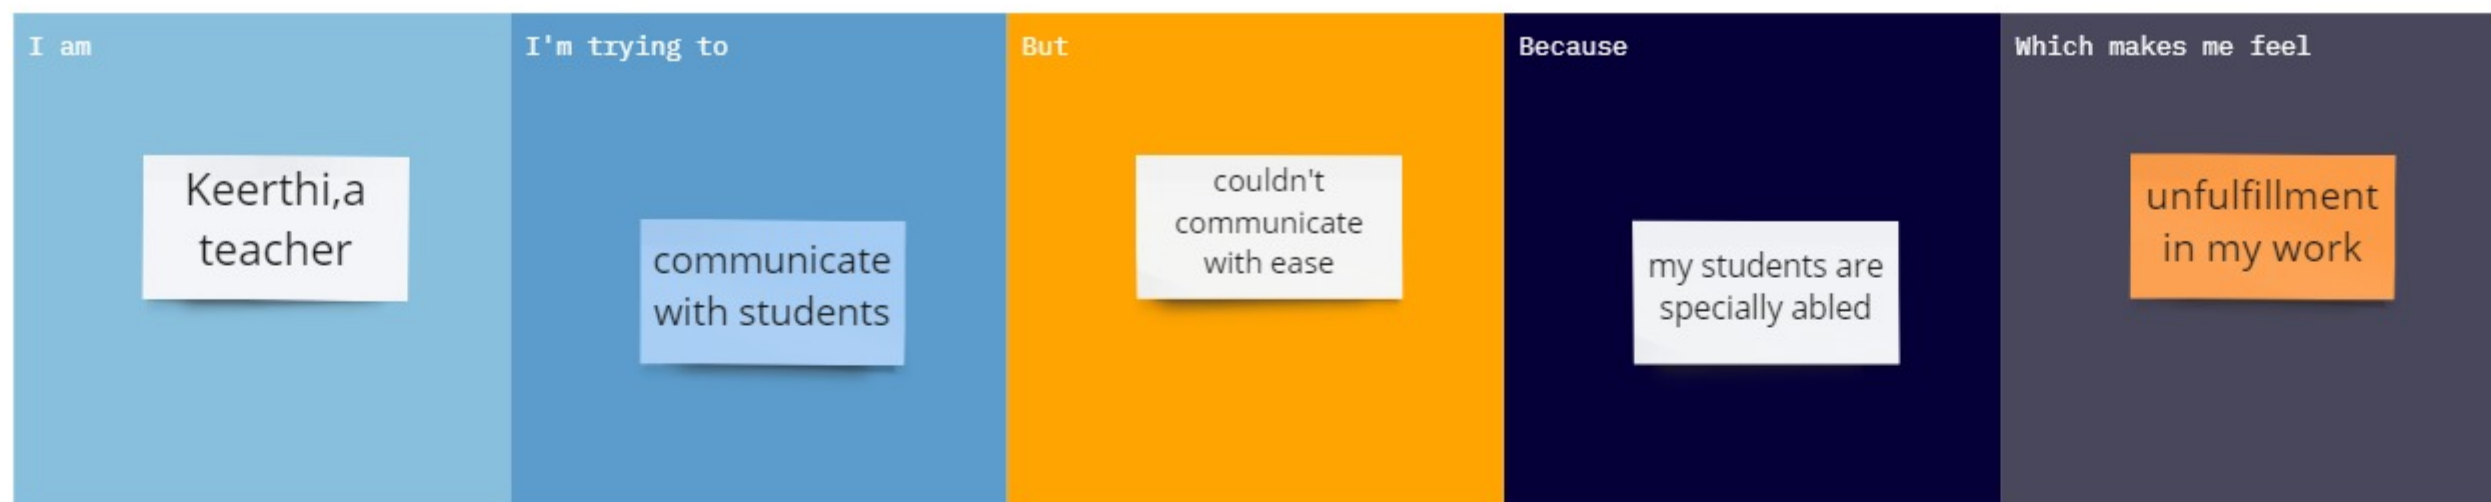 I am
Keerthi,a
teacher
I'm trying to
communicate
with students
But
couldn't
communicate
with ease
Because
my students are
specially abled
Which makes me feel
unfulfillment
in my work